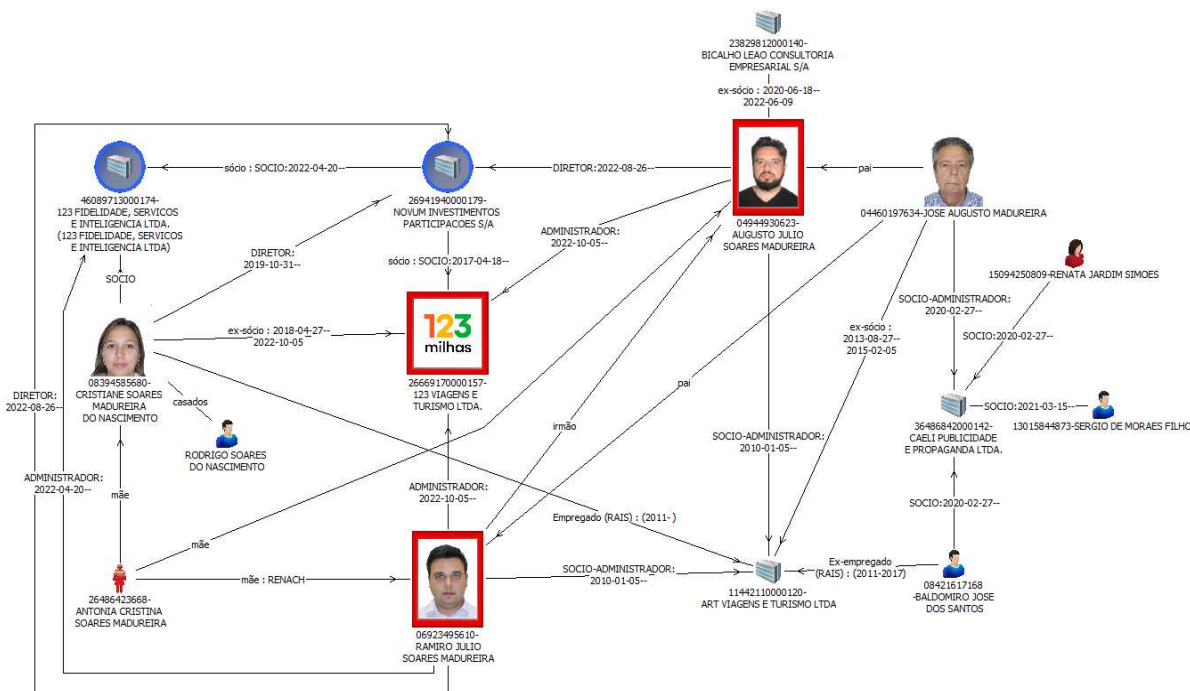 23829812000140-
BICALHO LEAO CONSULTORIA
EMPRESARIAL S/A
ex-sócio : 2020-06-18--
2022-06-09
sócio : SOCIO:2022-04-20--
DIRETOR:2022-08-26--
pai
46089713000174-
123 FIDELIDADE, SERVICOS
E INTELIGENCIA LTDA.
(123 FIDELIDADE, SERVICOS
E INTELIGENCIA LTDA)
26941940000179-
NOVUM INVESTIMENTOS
PARTICIPACOES S/A
04944930623-
AUGUSTO JULIO
SOARES MADUREIRA
04460197634-JOSE AUGUSTO MADUREIRA
ADMINISTRADOR:
2022-10-05--
DIRETOR:
2019-10-31--
sócio : SOCIO:2017-04-18--
SOCIO
15094250809-RENATA JARDIM SIMOES
SOCIO-ADMINISTRADOR:
2020-02-27--
SOCIO:2020-02-27--
ex-sócio : 2018-04-27--
2022-10-05
123
milhas
ex-sócio :
2013-08-27--
2015-02-05
08394585680-
CRISTIANE SOARES
MADUREIRA
DO NASCIMENTO
26669170000157-
123 VIAGENS E
TURISMO LTDA.
pai
DIRETOR:
2022-08-26--
casados
SOCIO:2021-03-15--
36486842000142-
CAELI PUBLICIDADE
E PROPAGANDA LTDA.
13015844873-SERGIO DE MORAES FILHO
irmão
SOCIO-ADMINISTRADOR:
2010-01-05--
RODRIGO SOARES
DO NASCIMENTO
ADMINISTRADOR:
2022-04-20--
mãe
ADMINISTRADOR:
2022-10-05--
SOCIO:2020-02-27--
Empregado (RAIS) : (2011- )
mãe
mãe : RENACH
SOCIO-ADMINISTRADOR:
2010-01-05--
Ex-empregado
(RAIS) : (2011-2017)
26486423668-
ANTONIA CRISTINA
SOARES MADUREIRA
11442110000120-
ART VIAGENS E TURISMO LTDA
08421617168
-BALDOMIRO JOSE
DOS SANTOS
06923495610-
RAMIRO JULIO
SOARES MADUREIRA